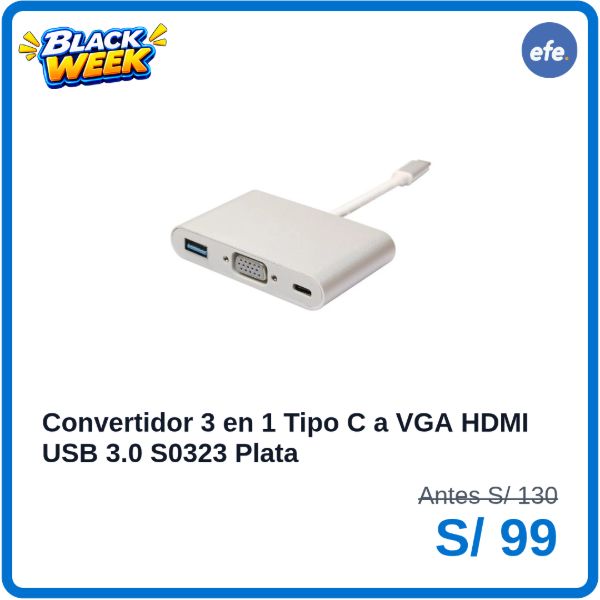 BLACK
WEEK
efe.
Convertidor 3 en 1 Tipo C a VGA HDMI
USB 3.0 S0323 Plata
Antes S/ 130
S/ 99